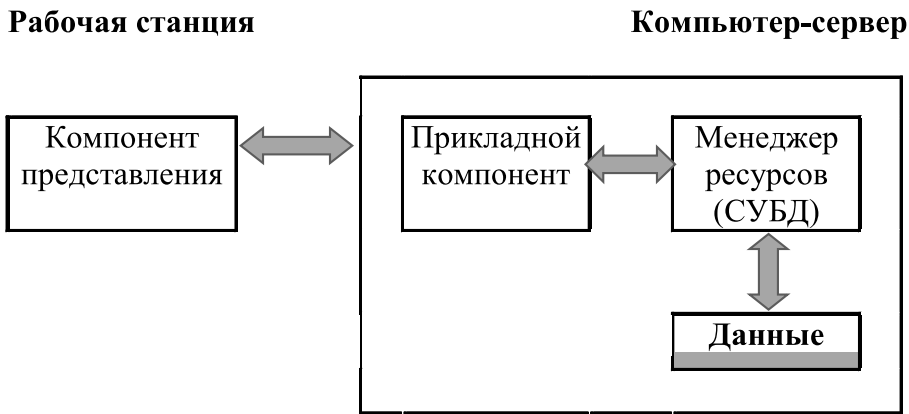 Рабочая станция
Компьютер-сервер
Компонент
представления
Прикладной
компонент
Менеджер
ресурсов
(СУБД)
Данные